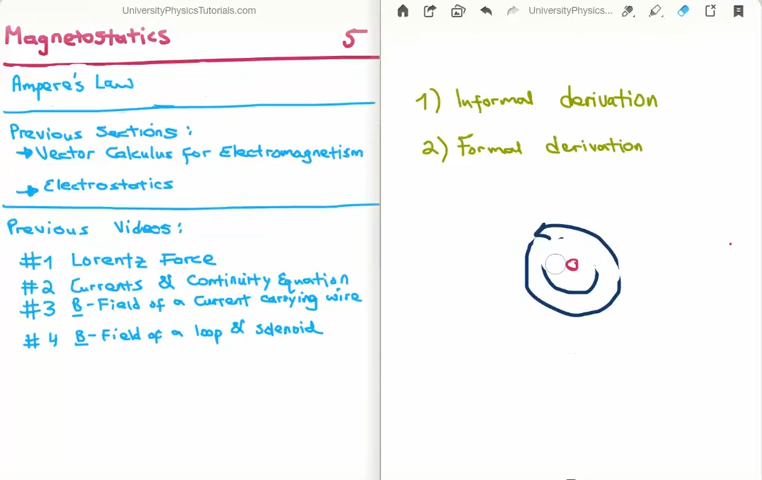 UniversityPhysicsTutorials.com
Magnetostatics 5
Ampere's Law
Previous Sections:
→ Vector Calculus for Electromagnetism
→ Electrostatics
Previous Videos:
#1 Lorentz Force
#2 Currents & Continuity Equation
#3 B-Field of a Current carrying wire
#4 B-Field of a loop & Solenoid
UniversityPhysics...
1) Informal derivation
2) Formal derivation